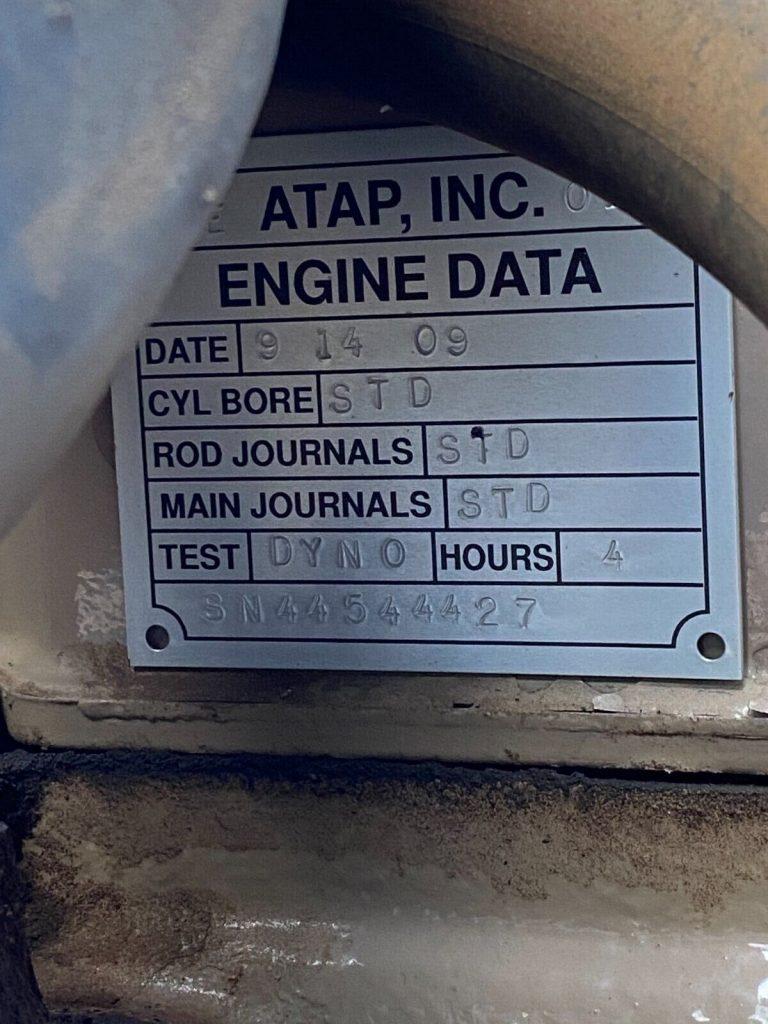 ATAP, INC.
ENGINE DATA
DATE 9 14 09
CYL BORE STD
ROD JOURNALS STD
MAIN JOURNALS STD
TEST DYNO HOURS 4
SN44544427